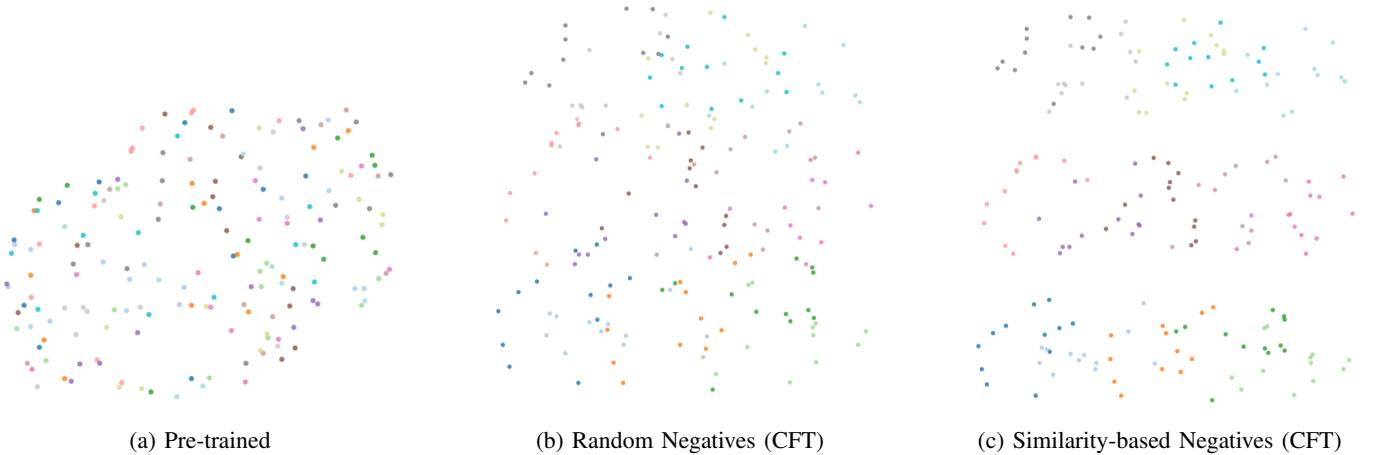 (a) Pre-trained
(b) Random Negatives (CFT)
(c) Similarity-based Negatives (CFT)